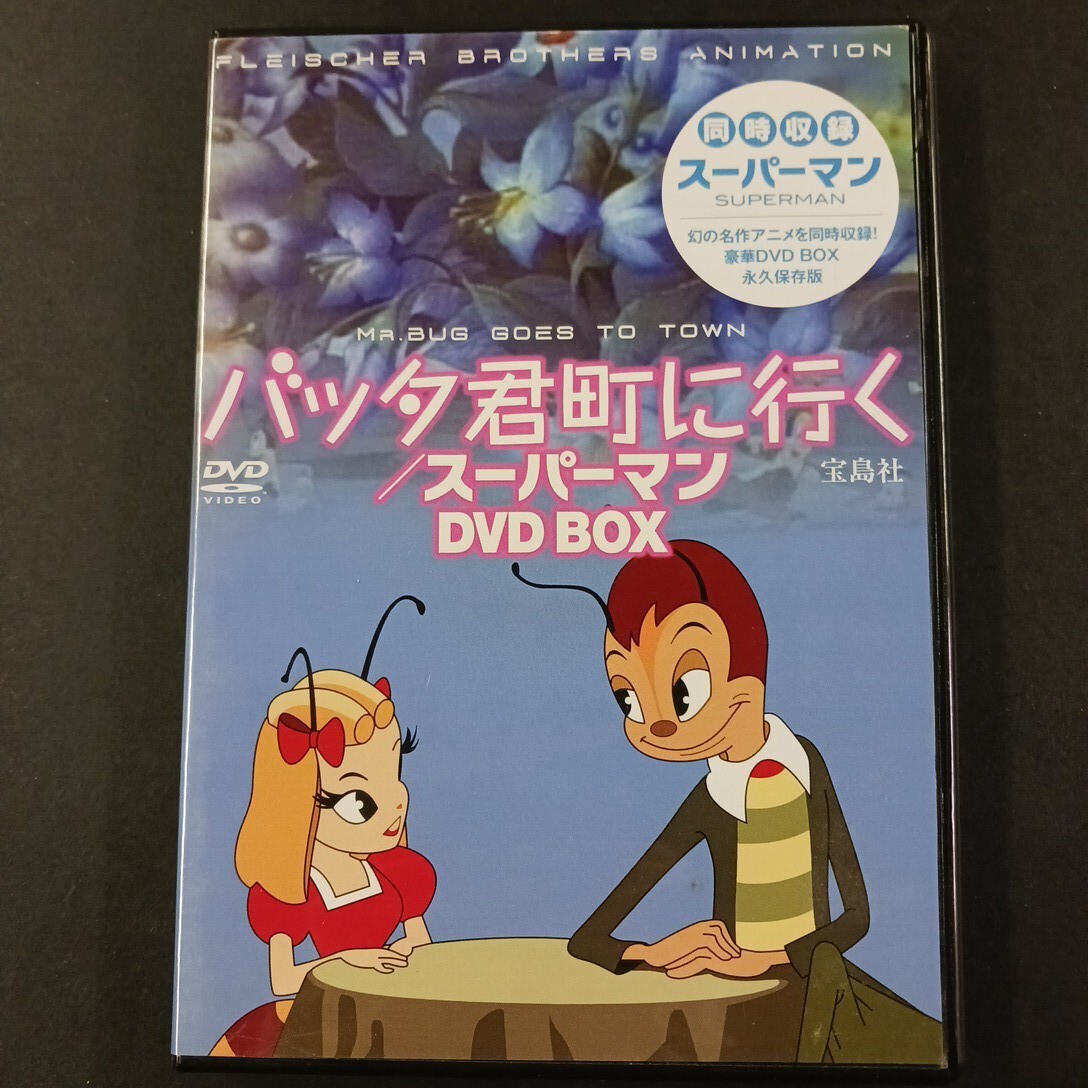 FLEISCHER BROTHERS ANIMATION
同時収録
スーパーマン
SUPERMAN
幻の名作アニメを同時収録!
豪華DVD BOX
永久保存版
MR.BUG GOES TO TOWN
バッタ君町に行く
/スーパーマン
DVD BOX
DVD
VIDEO
宝島社